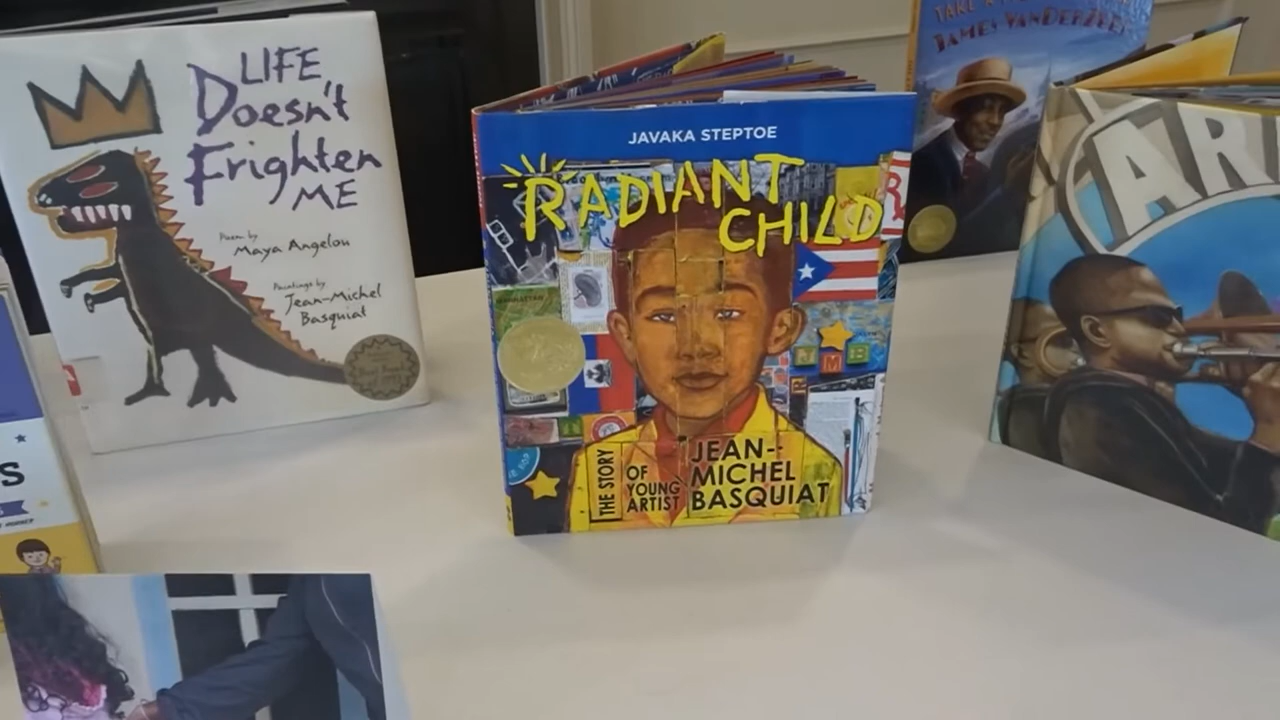 LIFE
Doesn't
Frighten
ME
Poem by
Maya Angelou
Paintings by
Jean-Michel
Basquiat
JAVAKA STEPTOE
RADIANT
CHILD
THE STORY
OF
YOUNG
ARTIST
JEAN-
MICHEL
BASQUIAT
J M B
JAMES VANDERZEE
S